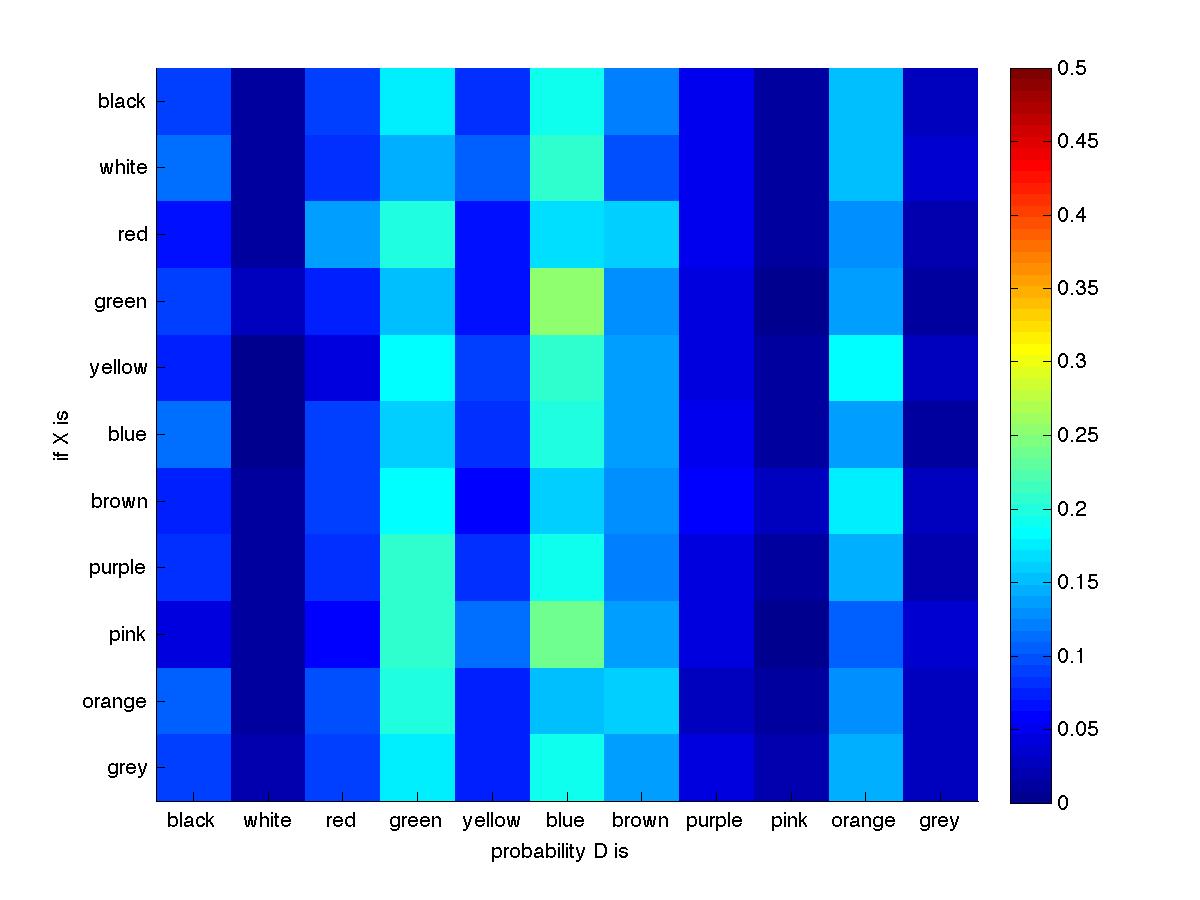 black
white
red
green
yellow
blue
brown
purple
pink
orange
grey
if X is
black white red green yellow blue brown purple pink orange grey
probability D is
0.5
0.45
0.4
0.35
0.3
0.25
0.2
0.15
0.1
0.05
0